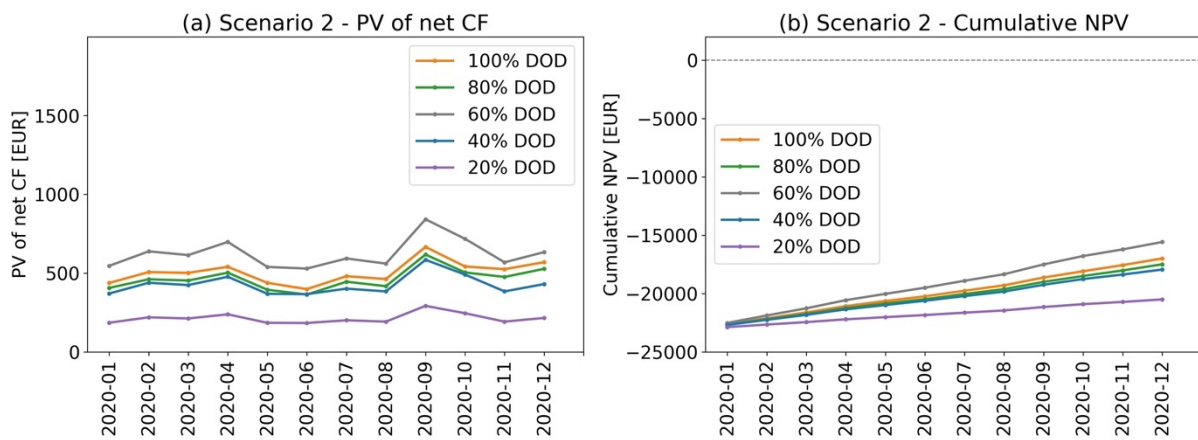 (a) Scenario 2 - PV of net CF
PV of net CF [EUR]
1500
1000
500
0
100% DOD
80% DOD
60% DOD
40% DOD
20% DOD
2020-01
2020-02
2020-03
2020-04
2020-05
2020-06
2020-07
2020-08
2020-09
2020-10
2020-11
2020-12
(b) Scenario 2 - Cumulative NPV
Cumulative NPV [EUR]
0
−5000
−10000
−15000
−20000
−25000
100% DOD
80% DOD
60% DOD
40% DOD
20% DOD
2020-01
2020-02
2020-03
2020-04
2020-05
2020-06
2020-07
2020-08
2020-09
2020-10
2020-11
2020-12